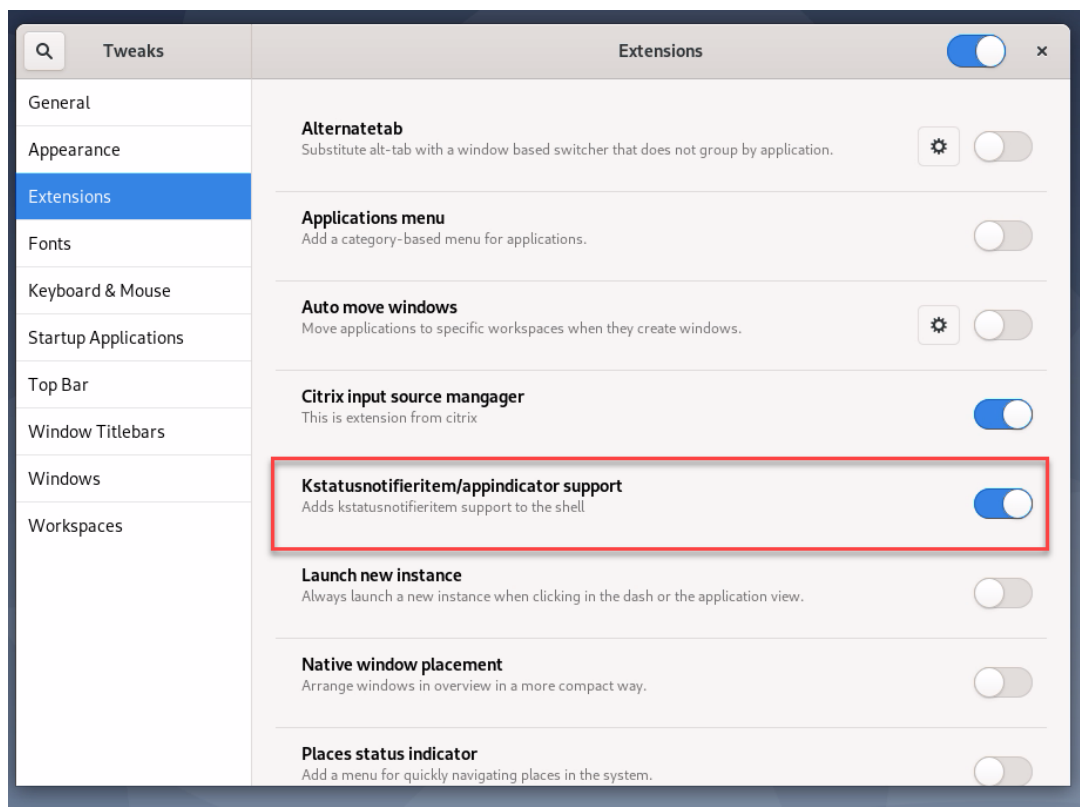 Tweaks
Extensions
General
Appearance
Extensions
Fonts
Keyboard & Mouse
Startup Applications
Top Bar
Window Titlebars
Windows
Workspaces
Alternatetab
Substitute alt-tab with a window based switcher that does not group by application.
Applications menu
Add a category-based menu for applications.
Auto move windows
Move applications to specific workspaces when they create windows.
Citrix input source mangager
This is extension from citrix
Kstatusnotifieritem/appindicator support
Adds kstatusnotifieritem support to the shell
Launch new instance
Always launch a new instance when clicking in the dash or the application view.
Native window placement
Arrange windows in overview in a more compact way.
Places status indicator
Add a menu for quickly navigating places in the system.